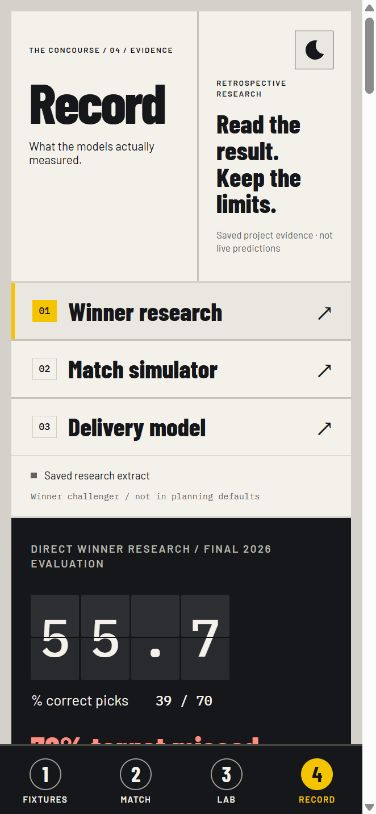 THE CONCOURSE / 04 / EVIDENCE
Record
What the models actually
measured.
RETROSPECTIVE
RESEARCH
Read the
result.
Keep the
limits.
Saved project evidence · not
live predictions
01 Winner research ↗
02 Match simulator ↗
03 Delivery model ↗
Saved research extract
Winner challenger / not in planning defaults
DIRECT WINNER RESEARCH / FINAL 2026
EVALUATION
55.7
% correct picks 39 / 70
70% target missed
1 2 3 4
FIXTURES MATCH LAB RECORD